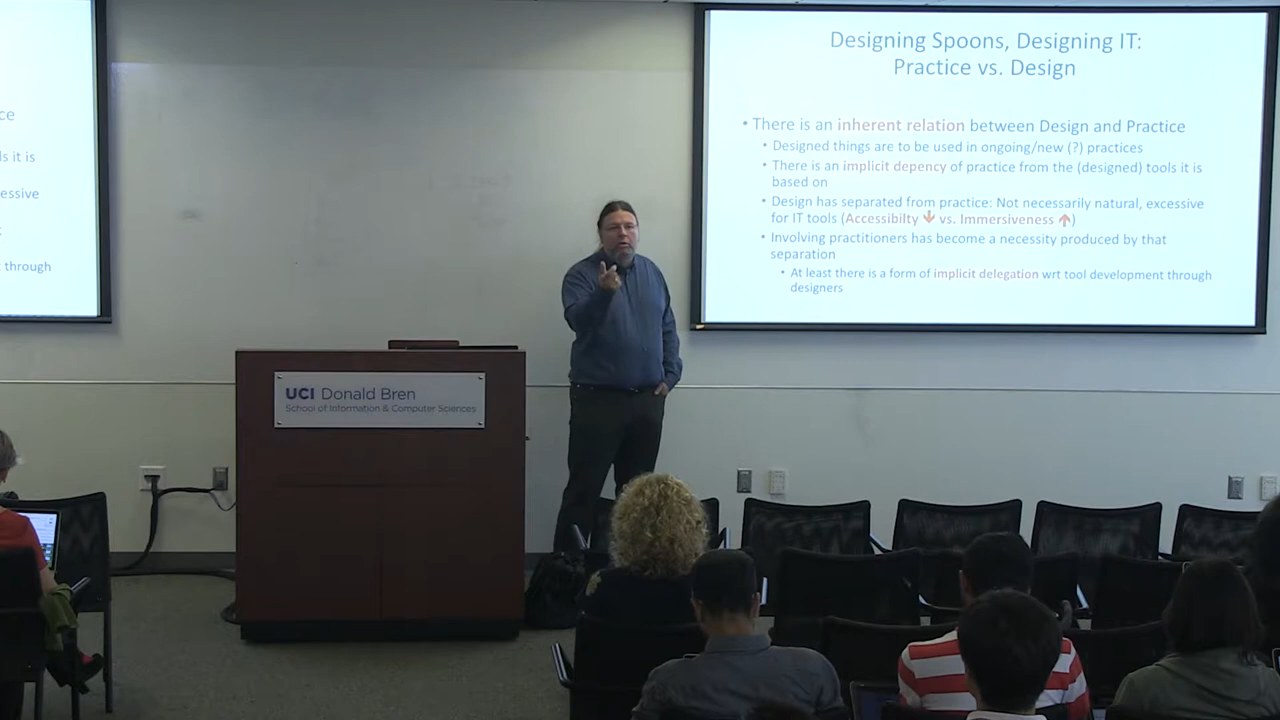 ce
s it is
essive
through
UCI Donald Bren
School of Information & Computer Sciences
Designing Spoons, Designing IT:
Practice vs. Design
• There is an inherent relation between Design and Practice
• Designed things are to be used in ongoing/new (?) practices
• There is an implicit depency of practice from the (designed) tools it is
based on
• Design has separated from practice: Not necessarily natural, excessive
for IT tools (Accessibilty ↓ vs. Immersiveness ↑)
• Involving practitioners has become a necessity produced by that
separation
• At least there is a form of implicit delegation wrt tool development through
designers